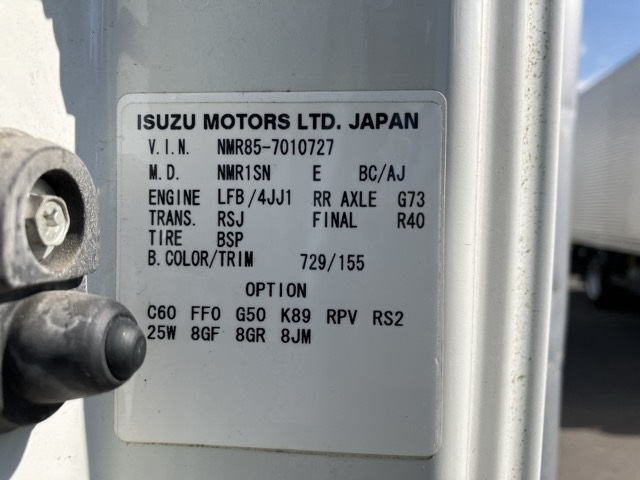 ISUZU MOTORS LTD. JAPAN
V.I.N. NMR85-7010727
M.D. NMR1SN E BC/AJ
ENGINE LFB/4JJ1 RR AXLE G73
TRANS. RSJ FINAL R40
TIRE BSP
B.COLOR/TRIM 729/155
OPTION
C60 FF0 G50 K89 RPV RS2
25W 8GF 8GR 8JM